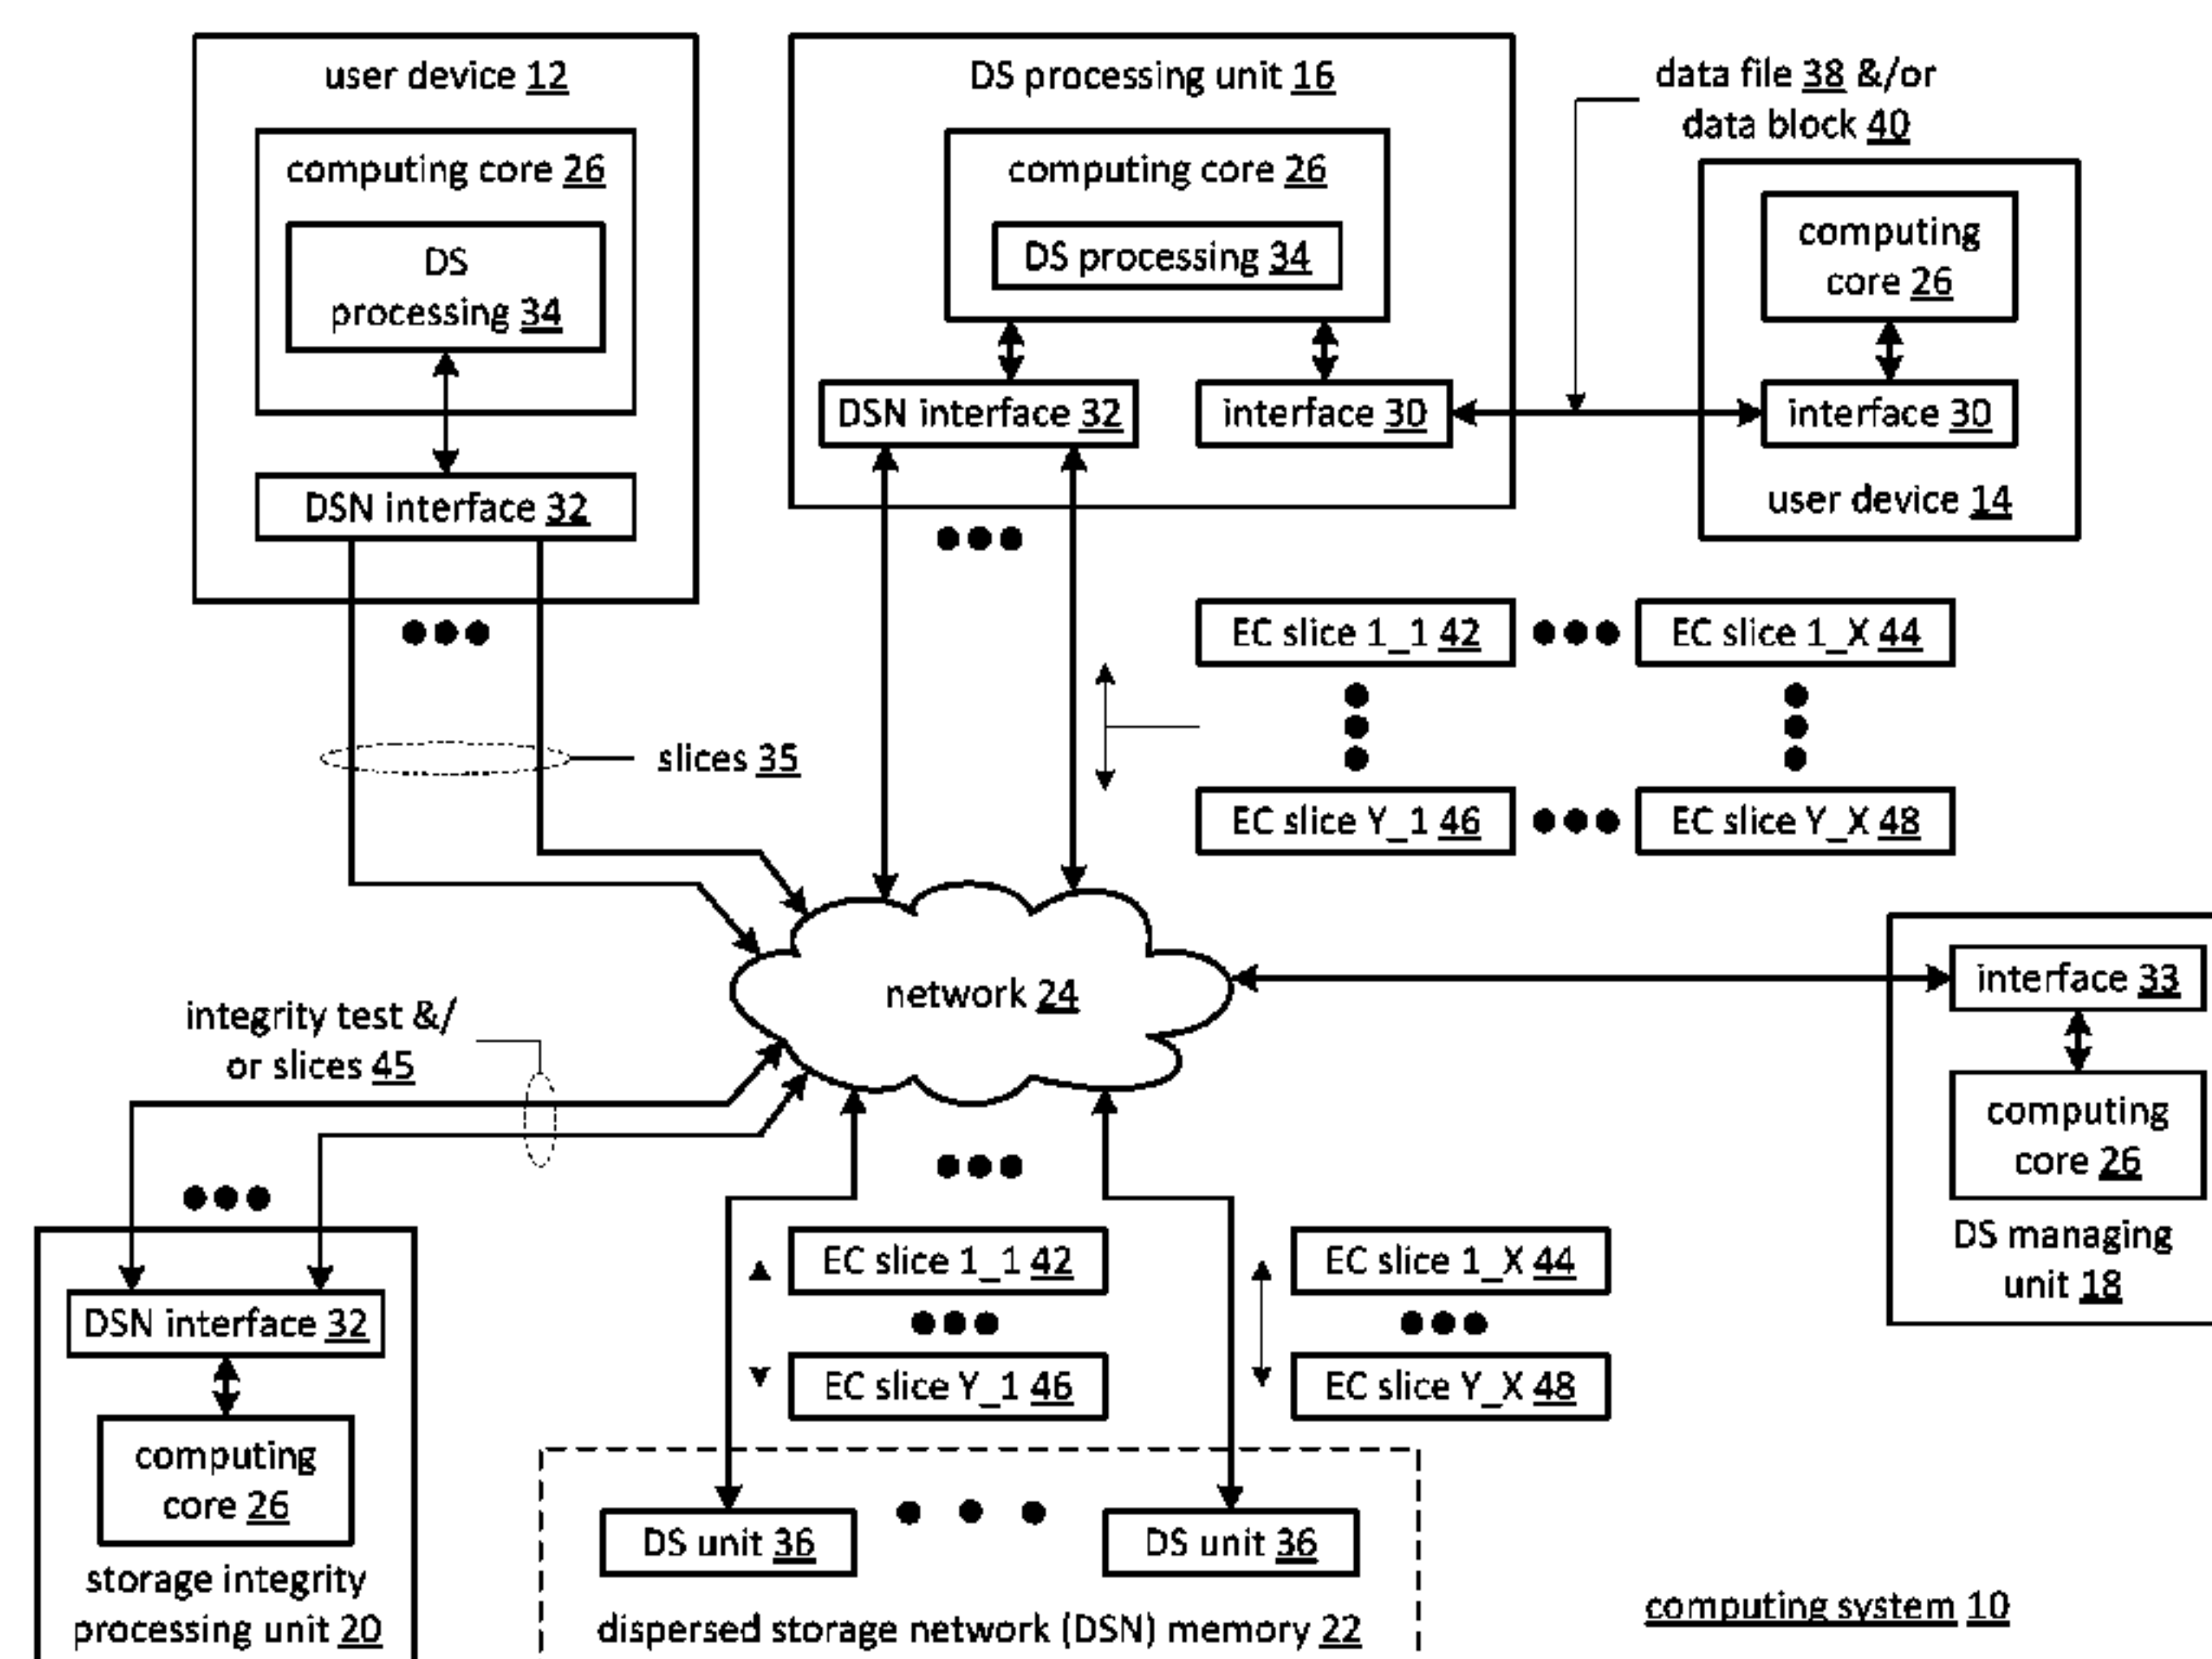 user device 12
computing core 26
DS
processing 34
DSN interface 32
slices 35
DS processing unit 16
computing core 26
DS processing 34
DSN interface 32
interface 30
data file 38 &/or
data block 40
computing
core 26
interface 30
user device 14
EC slice 1_1 42
EC slice 1_X 44
EC slice Y_1 46
EC slice Y_X 48
network 24
interface 33
computing
core 26
DS managing
unit 18
integrity test &/
or slices 45
DSN interface 32
computing
core 26
storage integrity
processing unit 20
EC slice 1_1 42
EC slice 1_X 44
EC slice Y_1 46
EC slice Y_X 48
DS unit 36
DS unit 36
dispersed storage network (DSN) memory 22
computing system 10